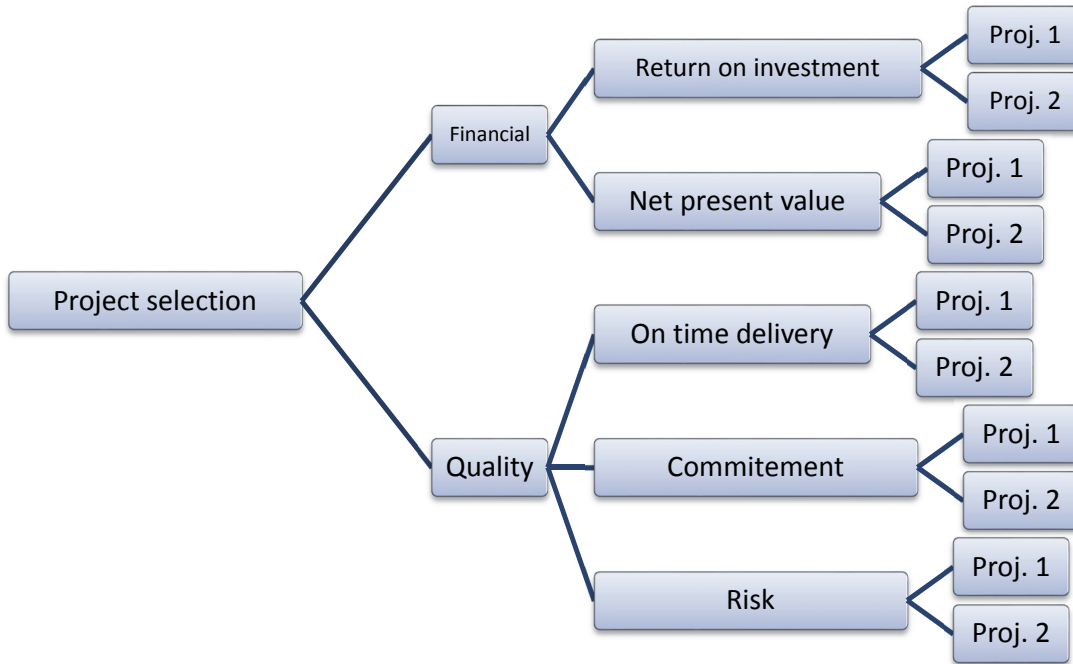 Project selection
Financial
Return on investment
Proj. 1
Proj. 2
Net present value
Proj. 1
Proj. 2
Quality
On time delivery
Proj. 1
Proj. 2
Commitement
Proj. 1
Proj. 2
Risk
Proj. 1
Proj. 2